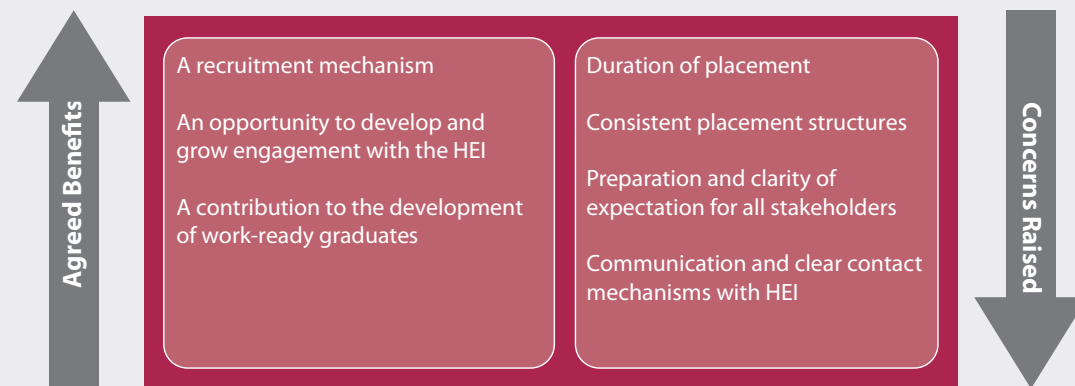 Agreed Benefits
A recruitment mechanism
An opportunity to develop and
grow engagement with the HEI
A contribution to the development
of work-ready graduates
Duration of placement
Consistent placement structures
Preparation and clarity of
expectation for all stakeholders
Communication and clear contact
mechanisms with HEI
Concerns Raised